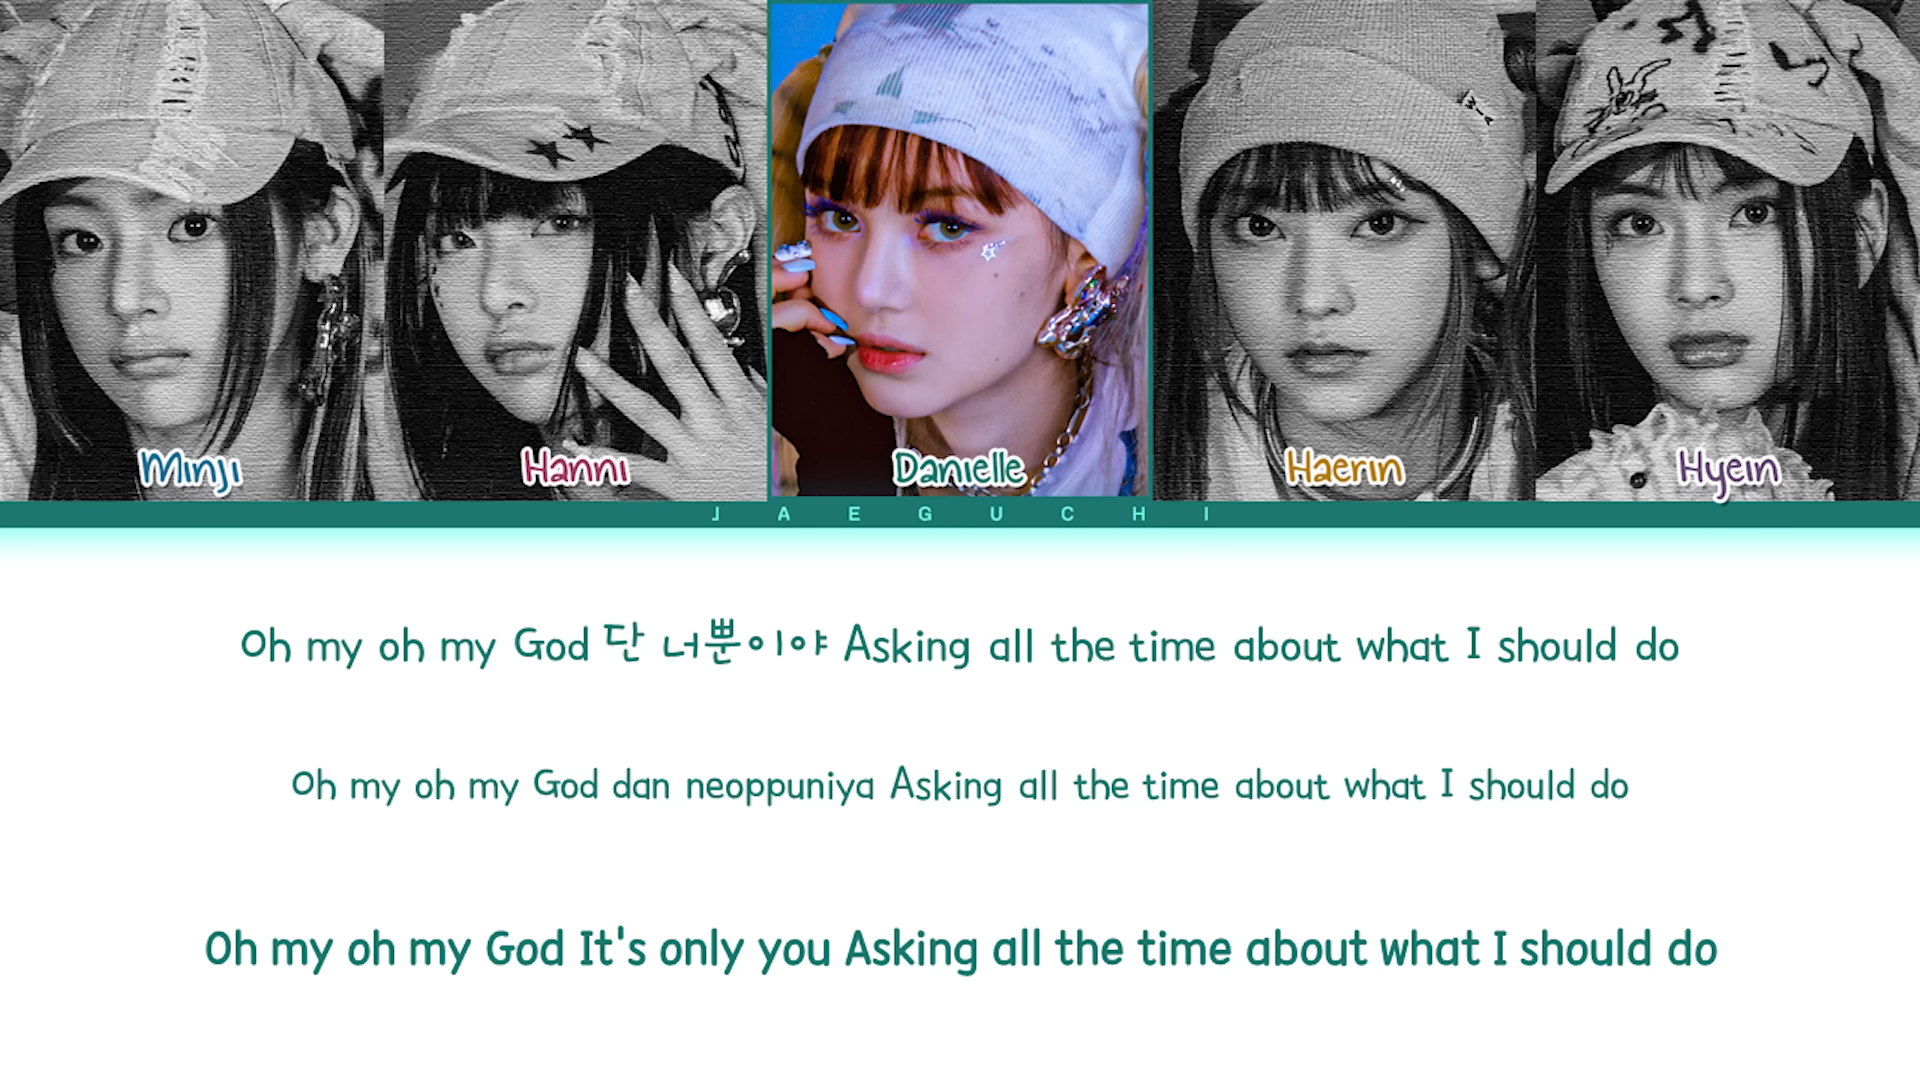 Minji
Hanni
Danielle
Haerin
Hyein
JAEGUCHI
Oh my oh my God 단 너뿐이야 Asking all the time about what I should do
Oh my oh my God dan neoppuniya Asking all the time about what I should do
Oh my oh my God It's only you Asking all the time about what I should do